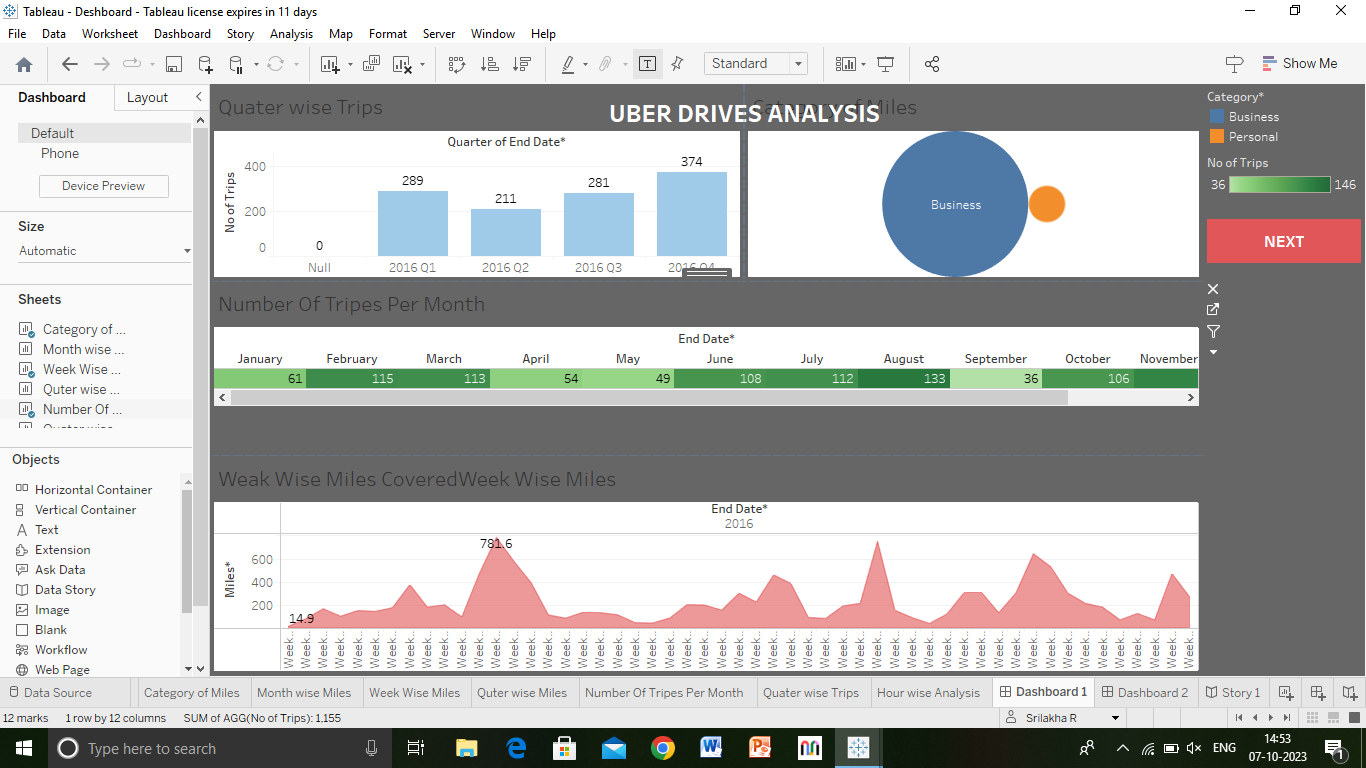 Tableau - Dashboard - Tableau license expires in 11 days
File Data Worksheet Dashboard Story Analysis Map Format Server Window Help
Standard
Show Me
Dashboard Layout
Default
Phone
Device Preview
Size
Automatic
Sheets
Category of ...
Month wise ...
Week Wise ...
Quter wise ...
Number Of ...
Objects
Horizontal Container
Vertical Container
Text
Extension
Ask Data
Data Story
Image
Blank
Workflow
Web Page
UBER DRIVES ANALYSIS
Quater wise Trips
Quarter of End Date*
No of Trips
400
200
0
0
289
211
281
374
Null 2016 Q1 2016 Q2 2016 Q3 2016 Q4
Category of Miles
Business
Category*
Business
Personal
No of Trips
36 146
NEXT
Number Of Tripes Per Month
End Date*
January February March April May June July August September October November
61 115 113 54 49 108 112 133 36 106
Weak Wise Miles CoveredWeek Wise Miles
End Date*
2016
Miles*
600
400
200
781.6
14.9
Week.. Week.. Week.. Week.. Week.. Week.. Week.. Week.. Week.. Week.. Week.. Week.. Week.. Week.. Week.. Week.. Week.. Week.. Week.. Week.. Week.. Week.. Week.. Week.. Week.. Week.. Week.. Week.. Week.. Week.. Week.. Week.. Week.. Week.. Week.. Week.. Week.. Week.. Week.. Week.. Week.. Week.. Week.. Week.. Week.. Week.. Week.. Week.. Week.. Week.. Week.. Week.. Week..
Data Source Category of Miles Month wise Miles Week Wise Miles Quter wise Miles Number Of Tripes Per Month Quater wise Trips Hour wise Analysis Dashboard 1 Dashboard 2 Story 1
12 marks 1 row by 12 columns SUM of AGG(No of Trips): 1,155
Srilakha R
Type here to search
ENG
14:53
07-10-2023
1